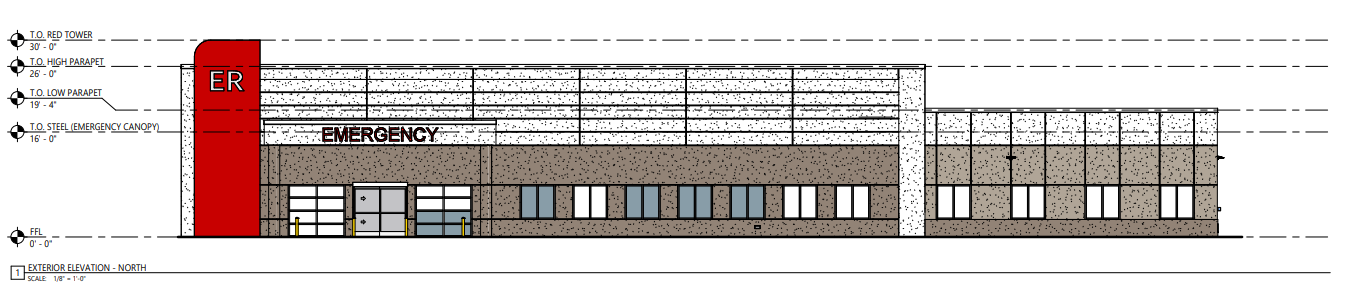 T.O. RED TOWER
30' - 0"
T.O. HIGH PARAPET
26' - 0"
T.O. LOW PARAPET
19' - 4"
T.O. STEEL (EMERGENCY CANOPY)
16' - 0"
ER
EMERGENCY
FFL
0' - 0"
1
EXTERIOR ELEVATION - NORTH
SCALE: 1/8" = 1'-0"